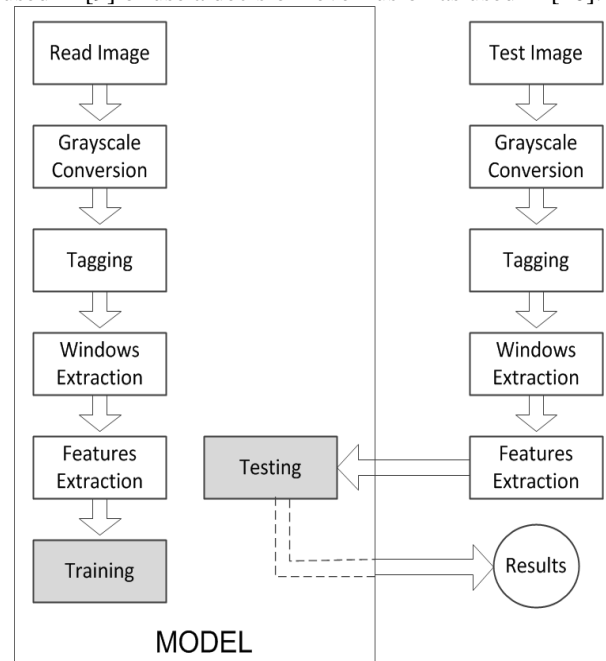 Read Image
Grayscale
Conversion
Tagging
Windows
Extraction
Features
Extraction
Training
Testing
MODEL
Test Image
Grayscale
Conversion
Tagging
Windows
Extraction
Features
Extraction
Results